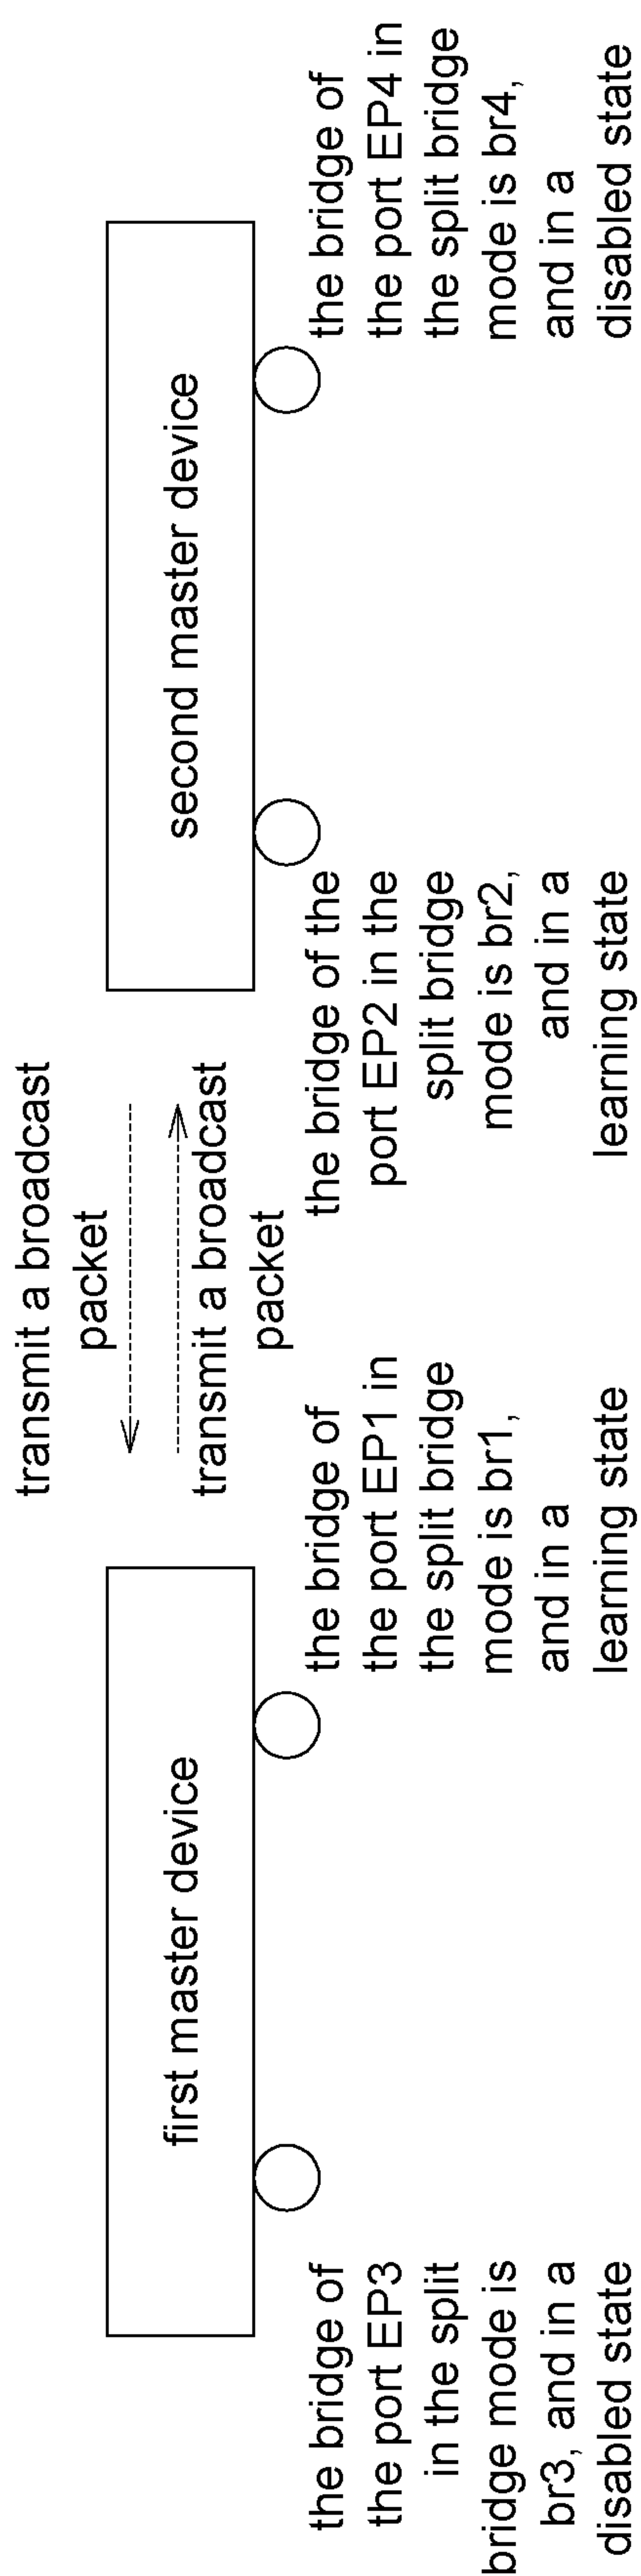 transmit a broadcast
packet
transmit a broadcast
packet
first master device
second master device
the bridge of
the port EP3
in the split
bridge mode is
br3, and in a
disabled state
the bridge of
the port EP1 in
the split bridge
mode is br1,
and in a
learning state
the bridge of the
port EP2 in the
split bridge
mode is br2,
and in a
learning state
the bridge of
the port EP4 in
the split bridge
mode is br4,
and in a
disabled state